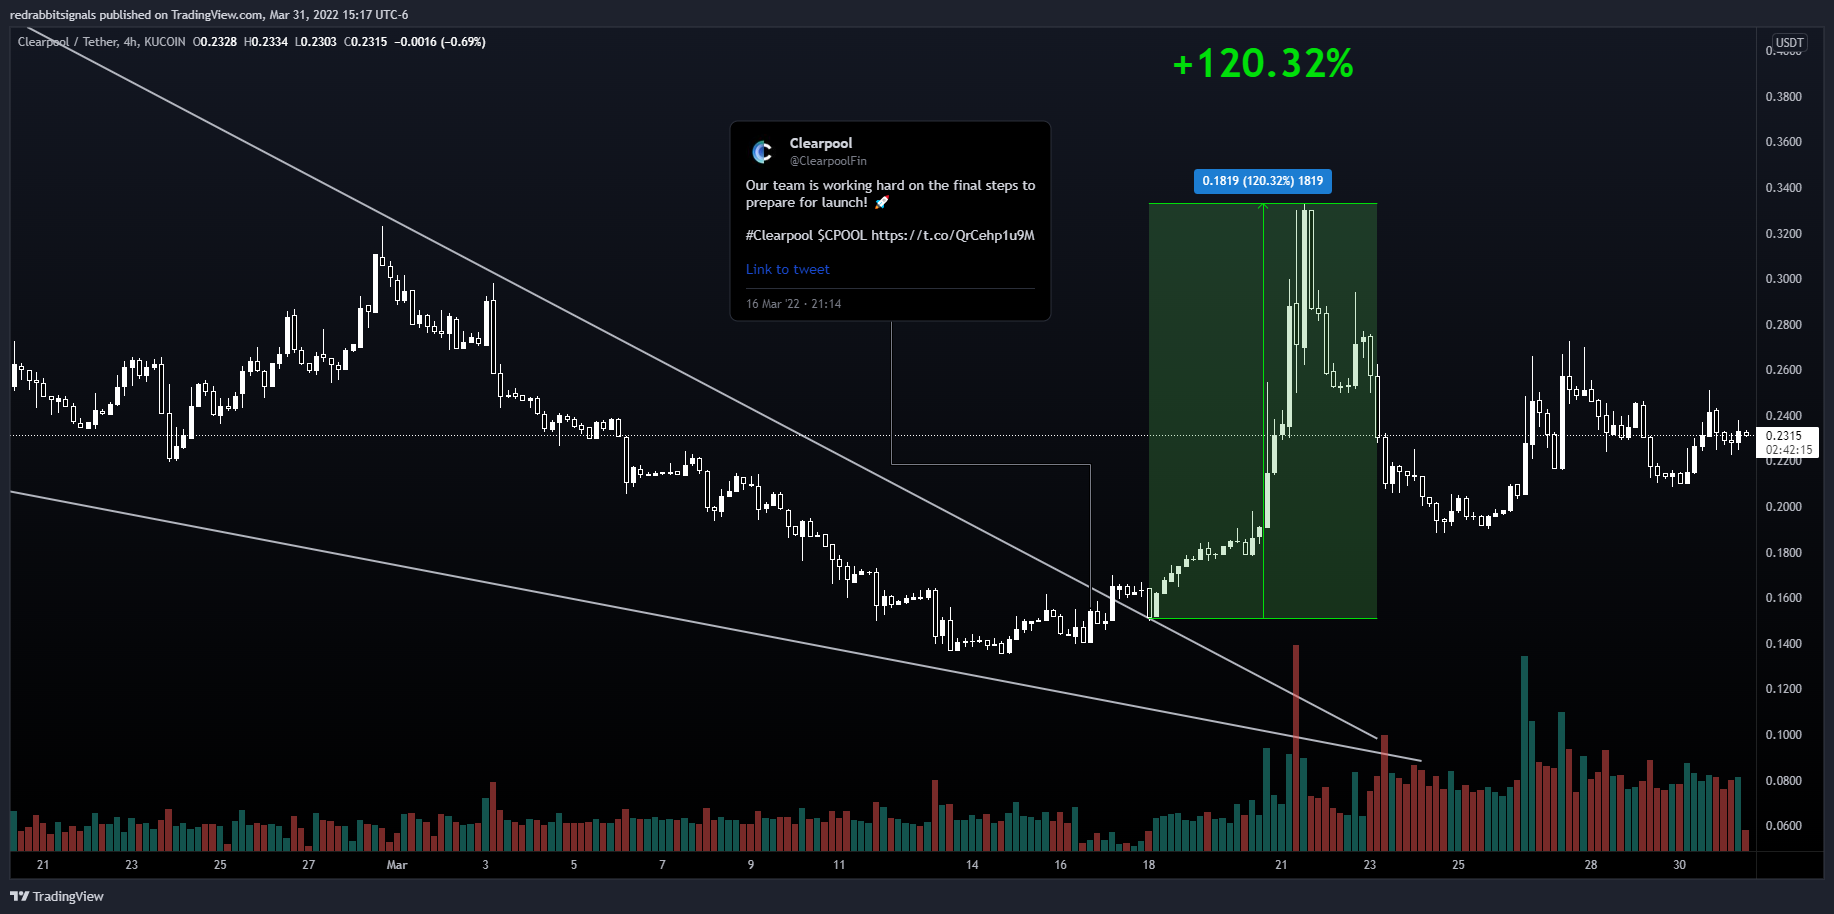 redrabbitsignals published on TradingView.com, Mar 31, 2022 15:17 UTC-6
Clearpool / Tether, 4h, KUCOIN O0.2328 H0.2334 L0.2303 C0.2315 −0.0016 (−0.69%)
USDT
+120.32%
Clearpool
@ClearpoolFin
Our team is working hard on the final steps to
prepare for launch! 🚀
#Clearpool $CPOOL https://t.co/QrCehp1u9M
Link to tweet
16 Mar '22 · 21:14
0.1819 (120.32%) 1819
0.4000
0.3800
0.3600
0.3400
0.3200
0.3000
0.2800
0.2600
0.2400
0.2315
02:42:15
0.2200
0.2000
0.1800
0.1600
0.1400
0.1200
0.1000
0.0800
0.0600
21 23 25 27 Mar 3 5 7 9 11 14 16 18 21 23 25 28 30
TradingView